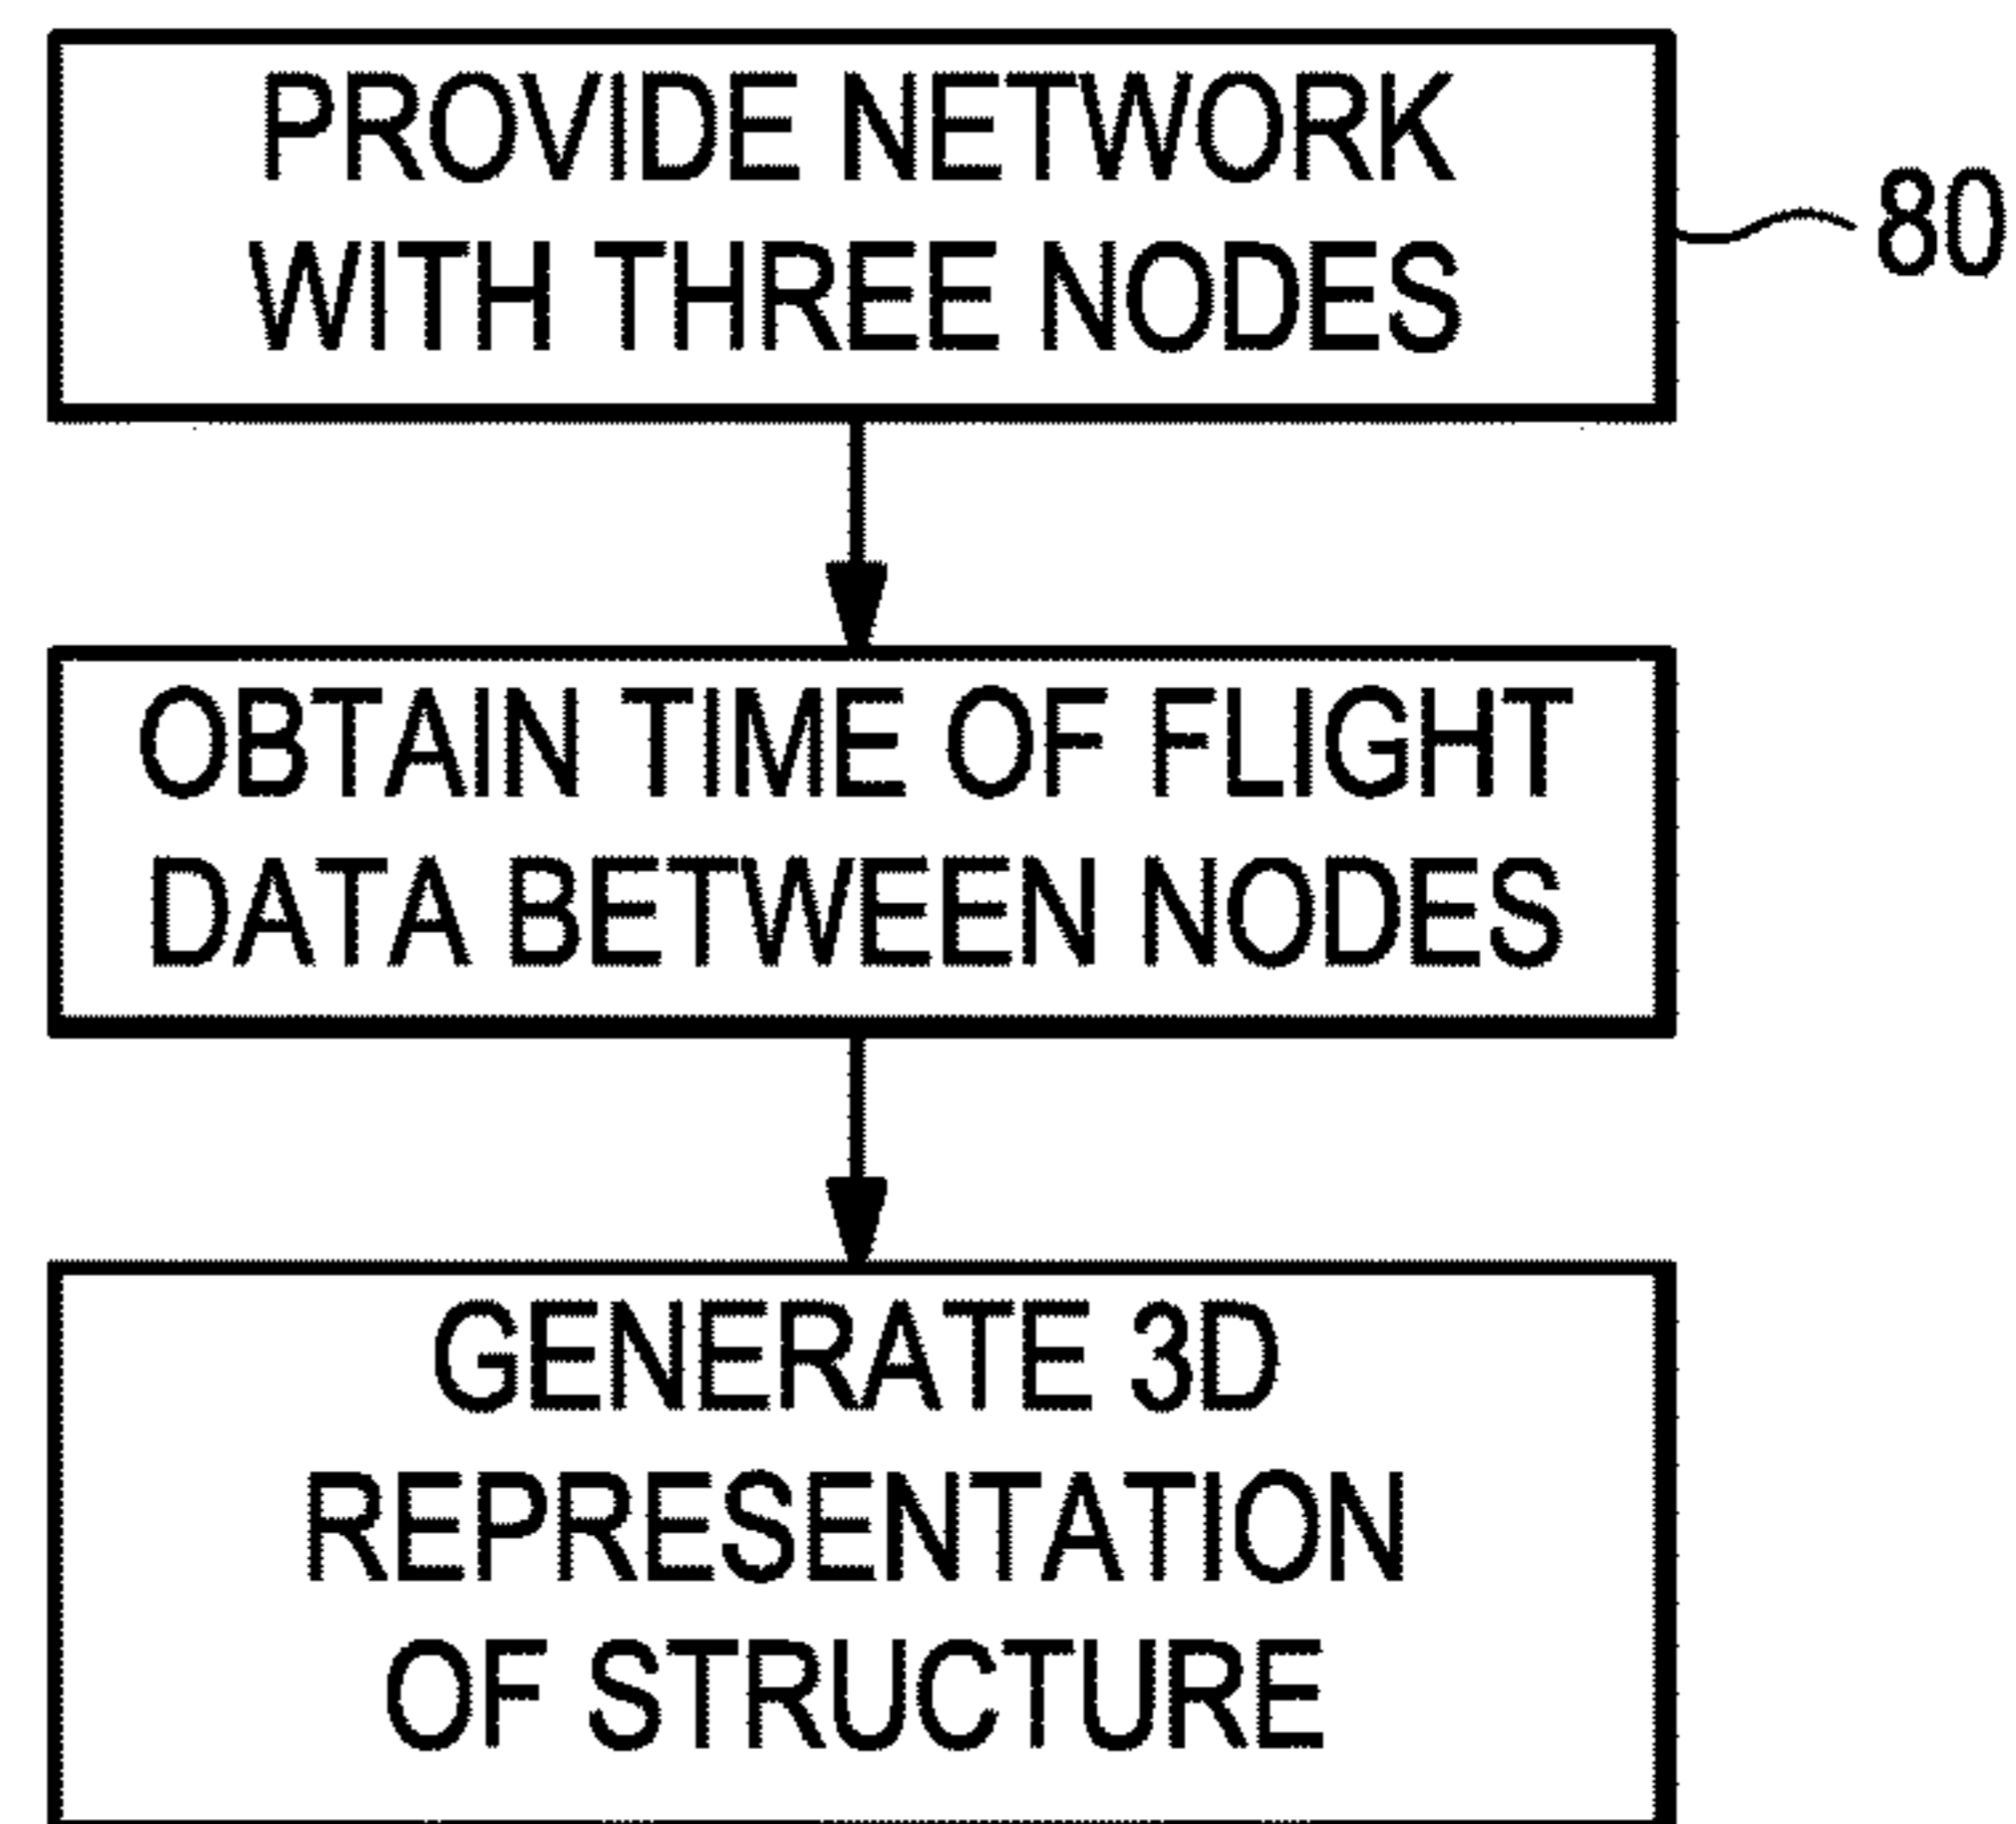 PROVIDE NETWORK
WITH THREE NODES
80
OBTAIN TIME OF FLIGHT
DATA BETWEEN NODES
GENERATE 3D
REPRESENTATION
OF STRUCTURE